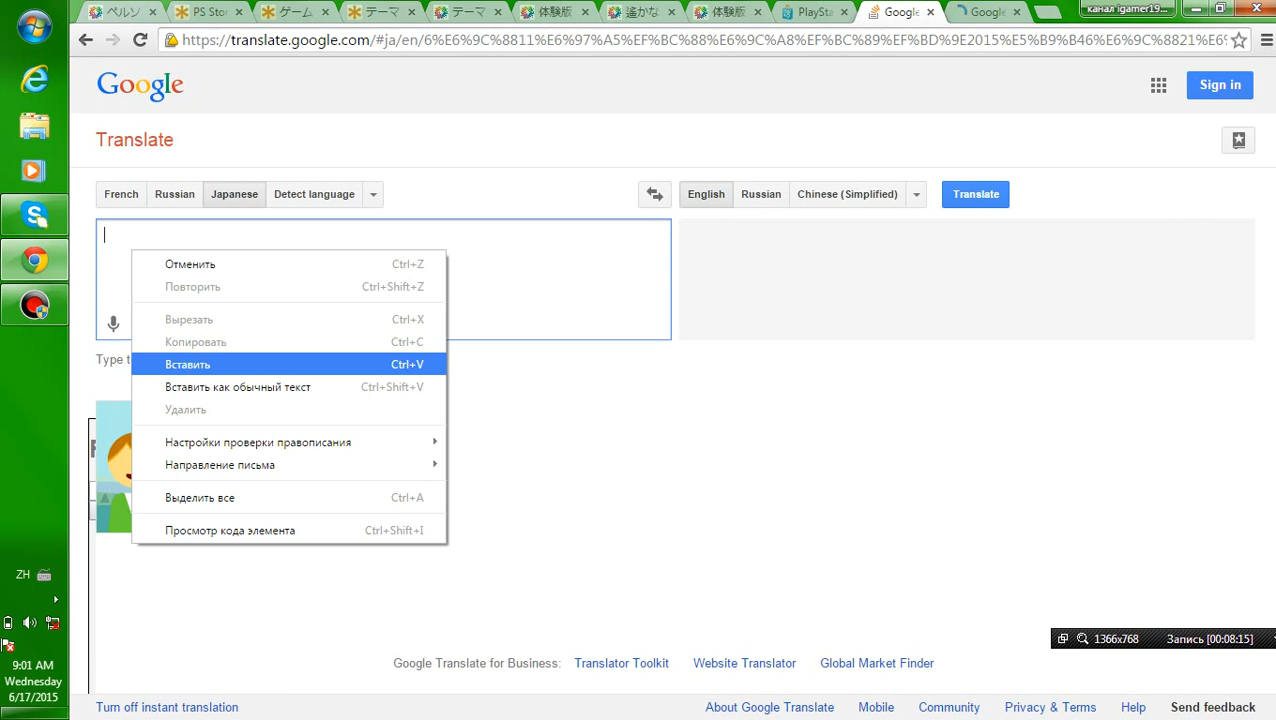 ペルソ
PS Sto
ゲーム
テーマ
テーマ
体験版
遙かな
体験版
PlaySta
Google
Google
канал igamer19...
https://translate.google.com/#ja/en/6%E6%9C%8811%E6%97%A5%EF%BC%88%E6%9C%A8%EF%BC%89%EF%BD%9E2015%E5%B9%B46%E6%9C%8821%E6%
Google
Sign in
Translate
French
Russian
Japanese
Detect language
English
Russian
Chinese (Simplified)
Translate
Отменить Ctrl+Z
Повторить Ctrl+Shift+Z
Вырезать Ctrl+X
Копировать Ctrl+C
Вставить Ctrl+V
Вставить как обычный текст Ctrl+Shift+V
Удалить
Настройки проверки правописания
Направление письма
Выделить все Ctrl+A
Просмотр кода элемента Ctrl+Shift+I
Type t
ZH
9:01 AM
Wednesday
6/17/2015
1366x768 Запись [00:08:15]
Google Translate for Business: Translator Toolkit Website Translator Global Market Finder
Turn off instant translation
About Google Translate Mobile Community Privacy & Terms Help Send feedback